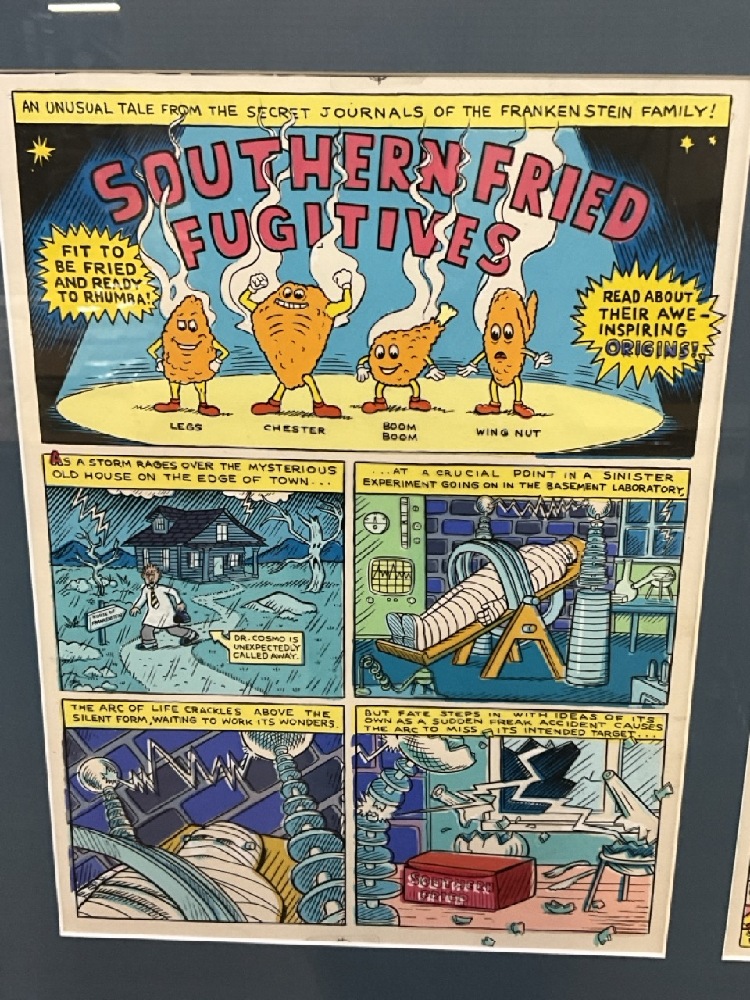 AN UNUSUAL TALE FROM THE SECRET JOURNALS OF THE FRANKENSTEIN FAMILY!
SOUTHERN FRIED
FUGITIVES
FIT TO
BE FRIED
AND READY
TO RHUMBA!
READ ABOUT
THEIR AWE-
INSPIRING
ORIGINS!
LEGS
CHESTER
BOOM
BOOM
WING NUT
AS A STORM RAGES OVER THE MYSTERIOUS
OLD HOUSE ON THE EDGE OF TOWN...
DR. COSMO IS
UNEXPECTEDLY
CALLED AWAY.
...AT A CRUCIAL POINT IN A SINISTER
EXPERIMENT GOING ON IN THE BASEMENT LABORATORY,
THE ARC OF LIFE CRACKLES ABOVE THE
SILENT FORM, WAITING TO WORK ITS WONDERS.
BUT FATE STEPS IN WITH IDEAS OF ITS
OWN AS A SUDDEN FREAK ACCIDENT CAUSES
THE ARC TO MISS ITS INTENDED TARGET...
SOUTHERN
FRIED